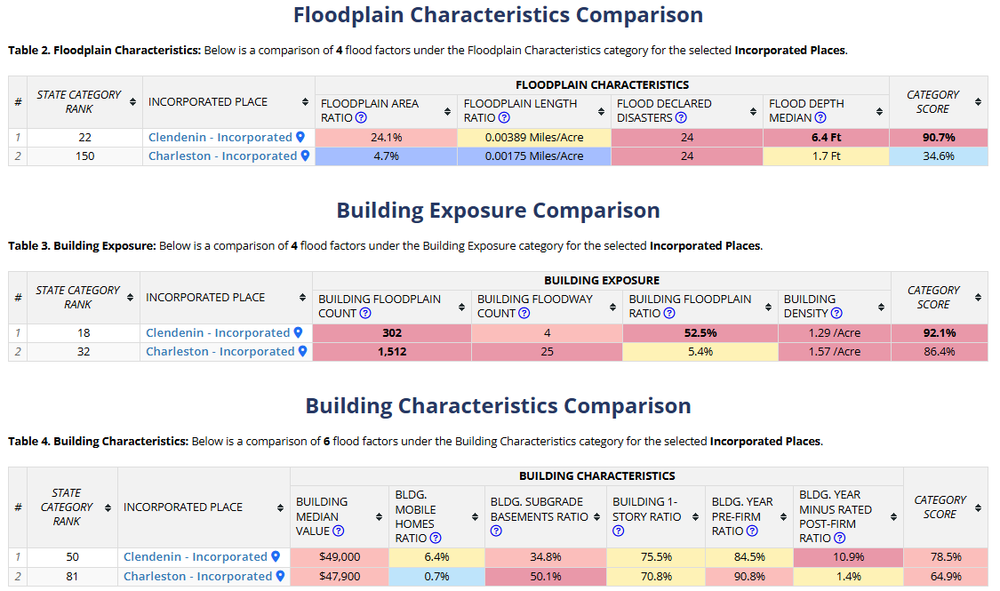 Floodplain Characteristics Comparison
Table 2. Floodplain Characteristics: Below is a comparison of 4 flood factors under the Floodplain Characteristics category for the selected Incorporated Places.
# STATE CATEGORY RANK INCORPORATED PLACE FLOODPLAIN CHARACTERISTICS CATEGORY SCORE
FLOODPLAIN AREA RATIO FLOODPLAIN LENGTH RATIO FLOOD DECLARED DISASTERS FLOOD DEPTH MEDIAN
1 22 Clendenin - Incorporated 24.1% 0.00389 Miles/Acre 24 6.4 Ft 90.7%
2 150 Charleston - Incorporated 4.7% 0.00175 Miles/Acre 24 1.7 Ft 34.6%
Building Exposure Comparison
Table 3. Building Exposure: Below is a comparison of 4 flood factors under the Building Exposure category for the selected Incorporated Places.
# STATE CATEGORY RANK INCORPORATED PLACE BUILDING EXPOSURE CATEGORY SCORE
BUILDING FLOODPLAIN COUNT BUILDING FLOODWAY COUNT BUILDING FLOODPLAIN RATIO BUILDING DENSITY
1 18 Clendenin - Incorporated 302 4 52.5% 1.29 /Acre 92.1%
2 32 Charleston - Incorporated 1,512 25 5.4% 1.57 /Acre 86.4%
Building Characteristics Comparison
Table 4. Building Characteristics: Below is a comparison of 6 flood factors under the Building Characteristics category for the selected Incorporated Places.
# STATE CATEGORY RANK INCORPORATED PLACE BUILDING CHARACTERISTICS CATEGORY SCORE
BUILDING MEDIAN VALUE BLDG. MOBILE HOMES RATIO BLDG. SUBGRADE BASEMENTS RATIO BUILDING 1-STORY RATIO BLDG. YEAR PRE-FIRM RATIO BLDG. YEAR MINUS RATED POST-FIRM RATIO
1 50 Clendenin - Incorporated $49,000 6.4% 34.8% 75.5% 84.5% 10.9% 78.5%
2 81 Charleston - Incorporated $47,900 0.7% 50.1% 70.8% 90.8% 1.4% 64.9%